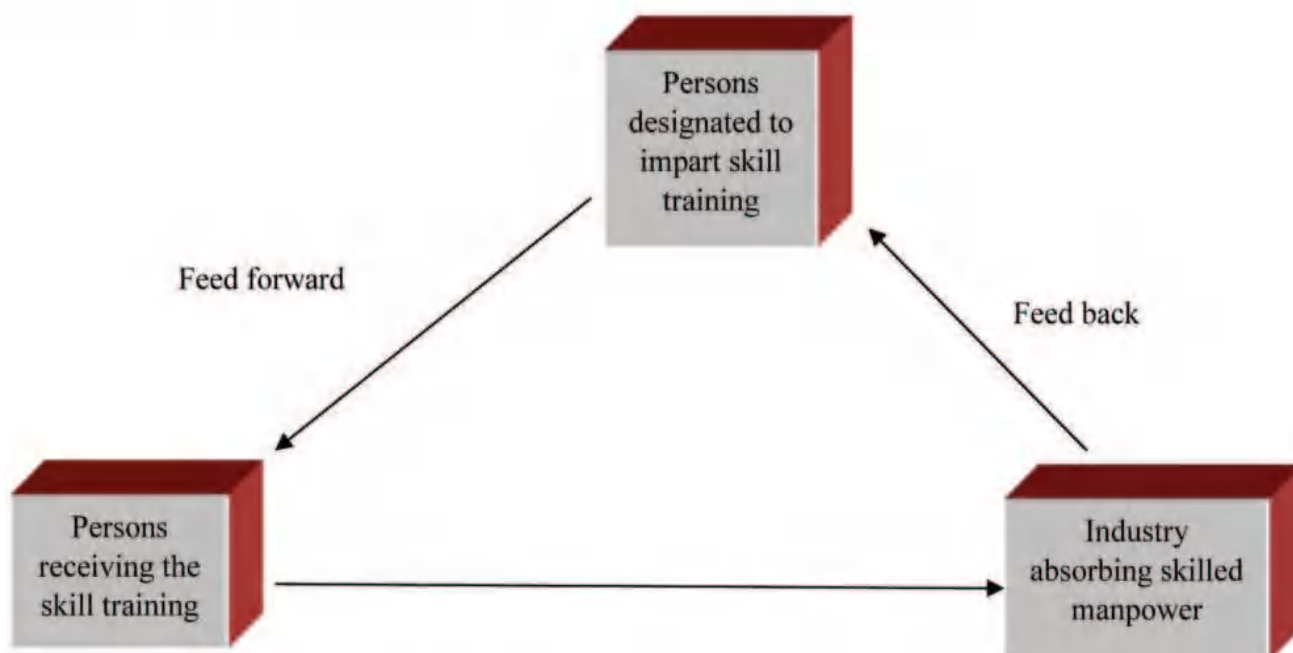 Persons
designated to
impart skill
training
Feed forward
Feed back
Persons
receiving the
skill training
Industry
absorbing skilled
manpower